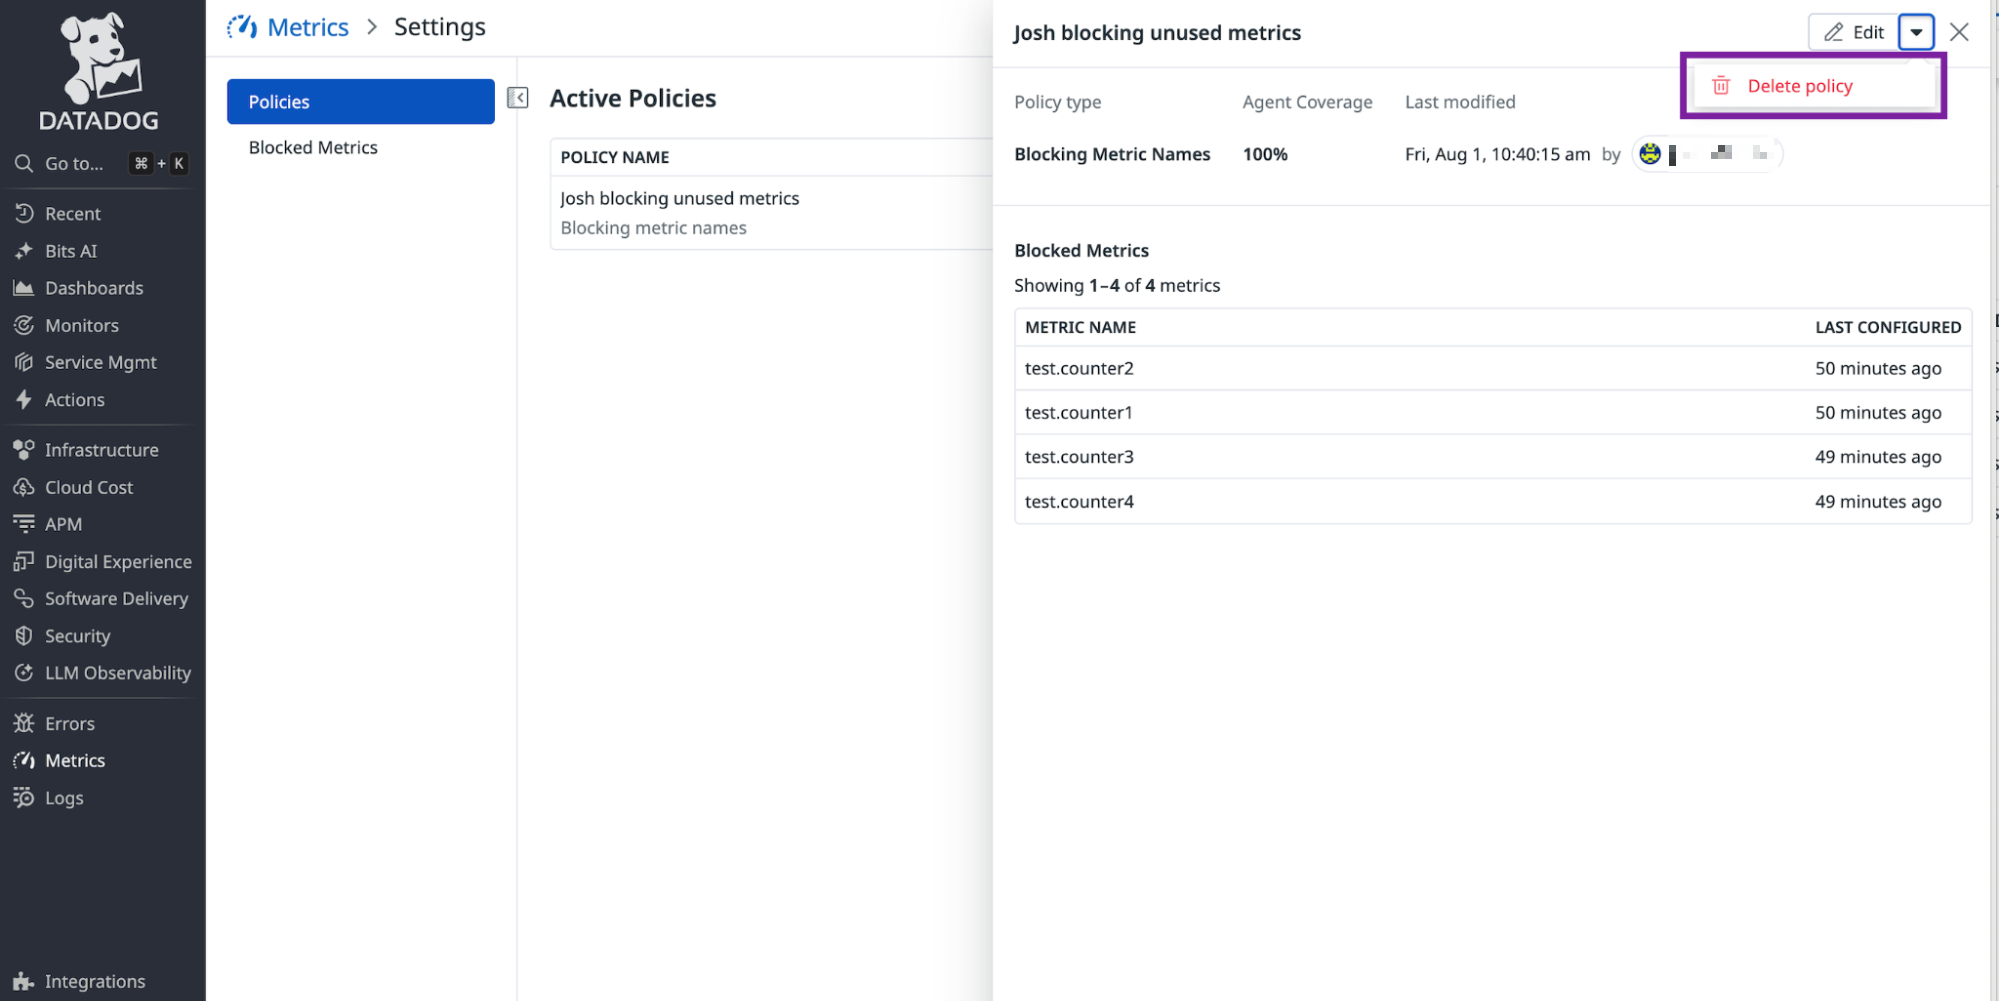 DATADOG
Go to... ⌘ + K
Recent
Bits AI
Dashboards
Monitors
Service Mgmt
Actions
Infrastructure
Cloud Cost
APM
Digital Experience
Software Delivery
Security
LLM Observability
Errors
Metrics
Logs
Integrations
Metrics > Settings
Policies
Blocked Metrics
Active Policies
POLICY NAME
Josh blocking unused metrics
Blocking metric names
Josh blocking unused metrics
Edit
Delete policy
Policy type Agent Coverage Last modified
Blocking Metric Names 100% Fri, Aug 1, 10:40:15 am by
Blocked Metrics
Showing 1–4 of 4 metrics
METRIC NAME LAST CONFIGURED
test.counter2 50 minutes ago
test.counter1 50 minutes ago
test.counter3 49 minutes ago
test.counter4 49 minutes ago